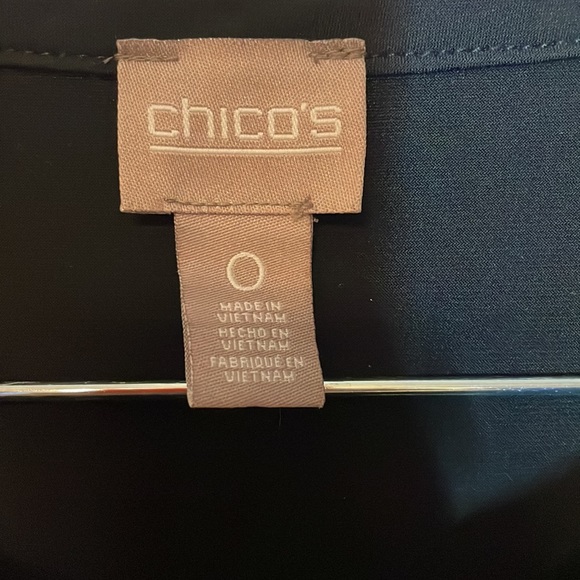 chico's
0
MADE IN
VIETNAM
HECHO EN
VIETNAM
FABRIQUÉ EN
VIETNAM